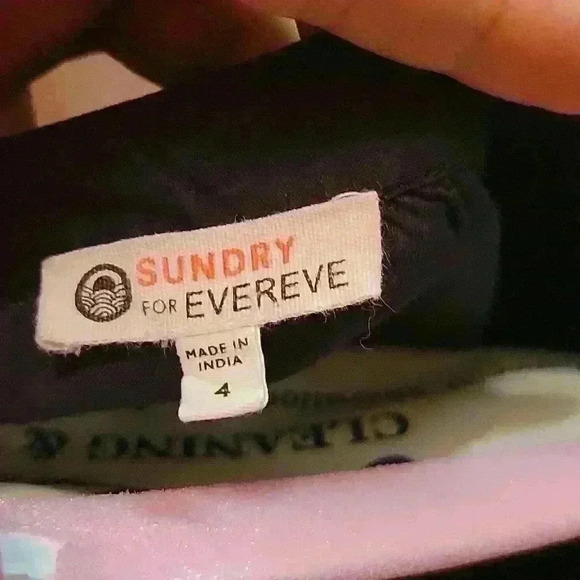 SUNDRY
FOR EVEREVE
MADE IN
INDIA
4
CLEANING &